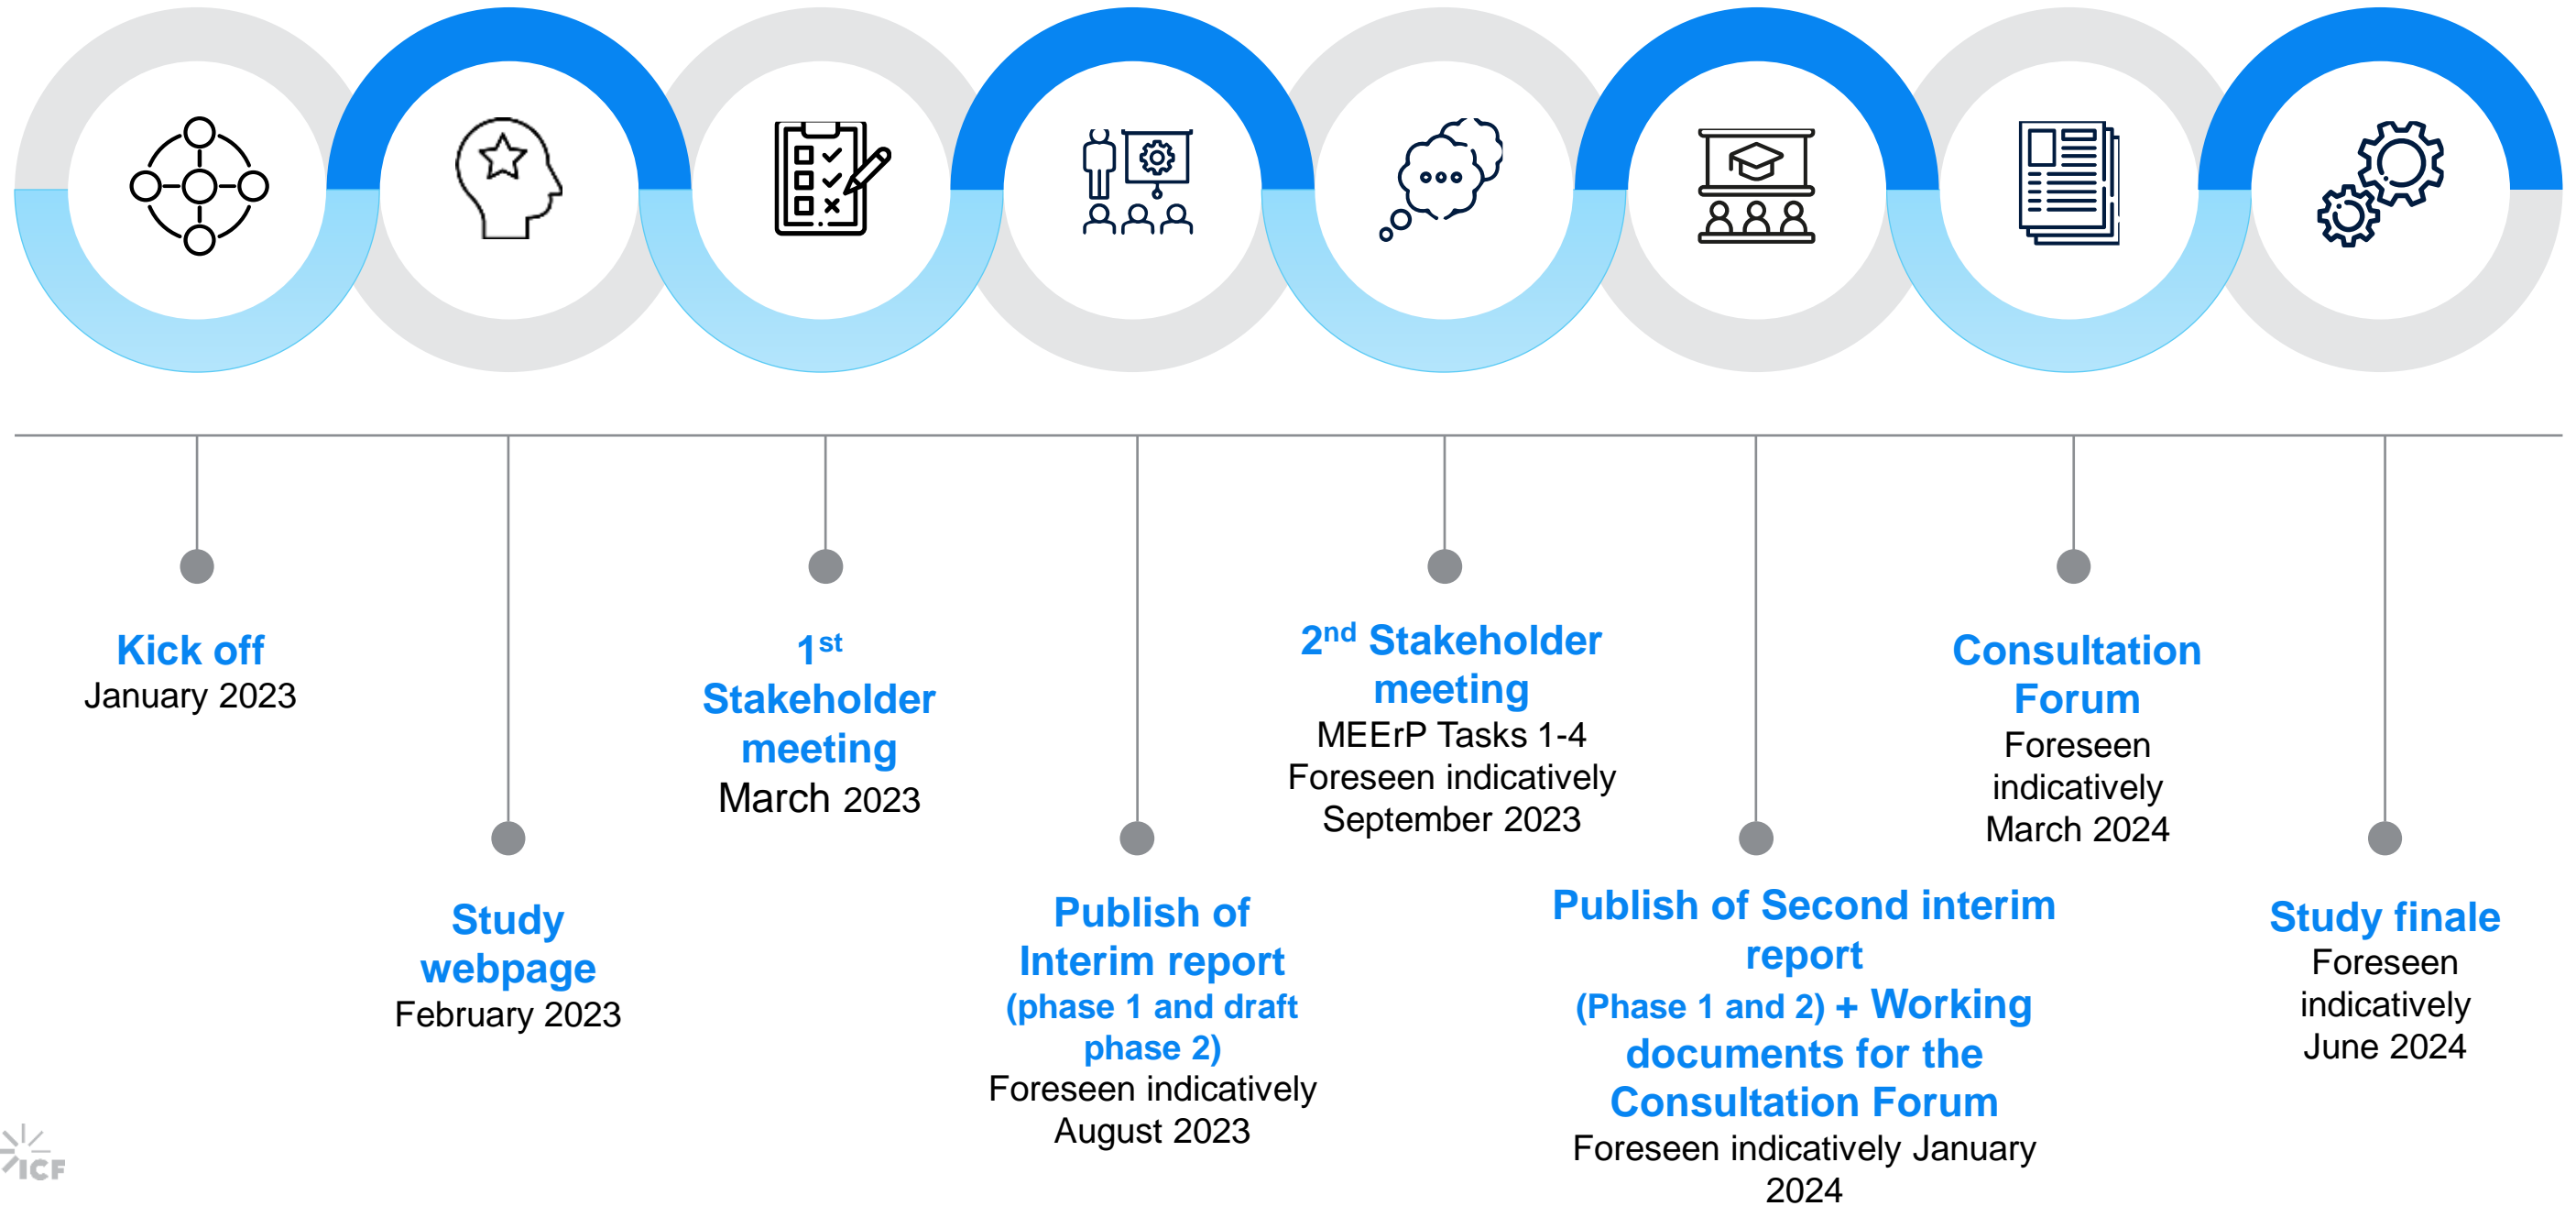 Kick off
January 2023
Study
webpage
February 2023
1st
Stakeholder
meeting
March 2023
Publish of
Interim report
(phase 1 and draft
phase 2)
Foreseen indicatively
August 2023
2nd Stakeholder
meeting
MEErP Tasks 1-4
Foreseen indicatively
September 2023
Publish of Second interim
report
(Phase 1 and 2) + Working
documents for the
Consultation Forum
Foreseen indicatively January
2024
Consultation
Forum
Foreseen
indicatively
March 2024
Study finale
Foreseen
indicatively
June 2024
ICF